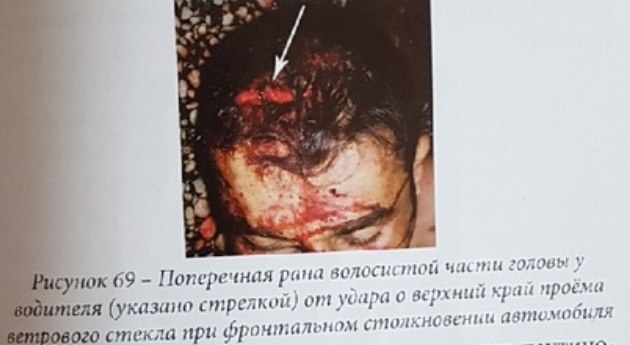 Рисунок 69 – Поперечная рана волосистой части головы у
водителя (указано стрелкой) от удара о верхний край проёма
ветрового стекла при фронтальном столкновении автомобиля